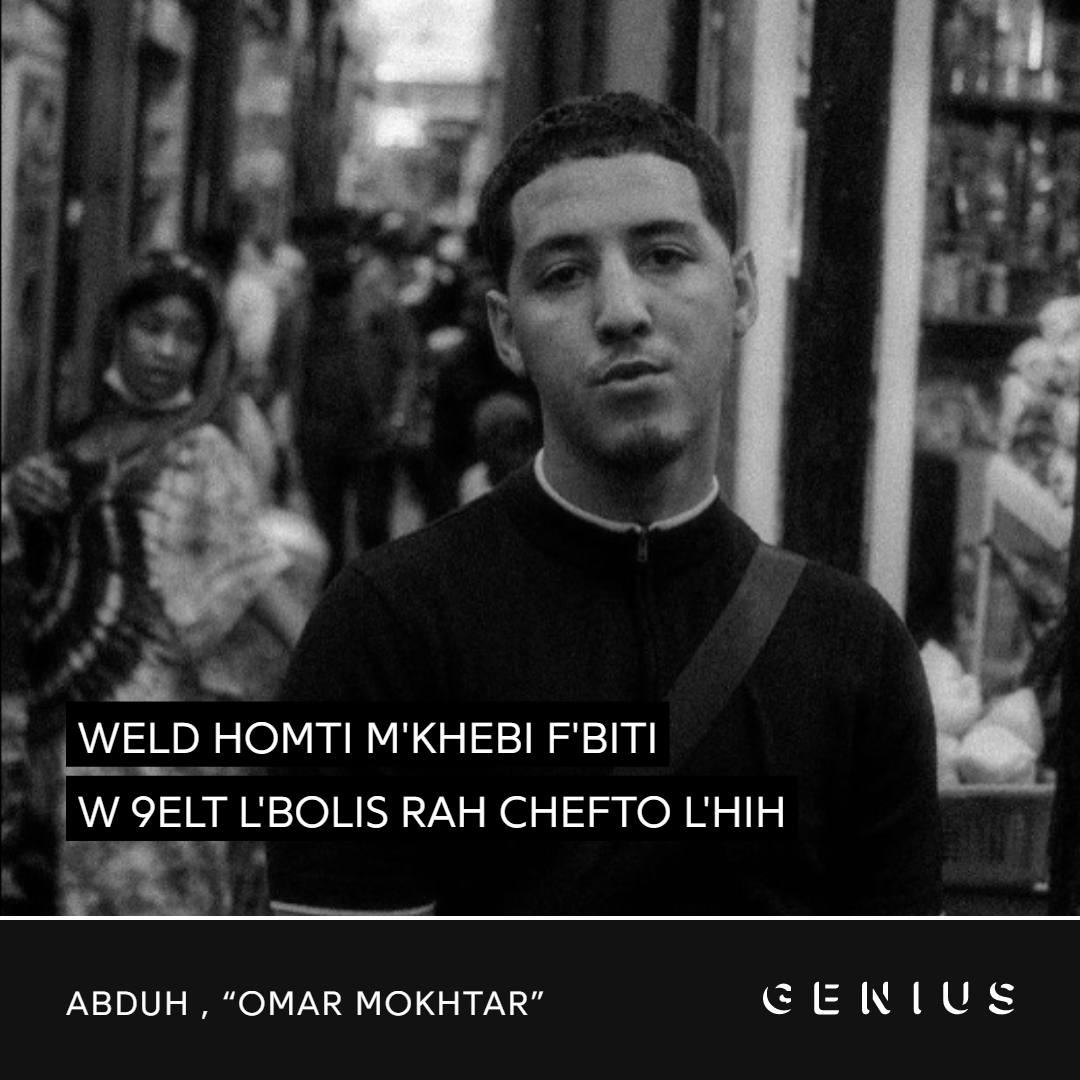 WELD HOMTI M'KHEBI F'BITI
W 9ELT L'BOLIS RAH CHEFTO L'HIH
ABDUH , “OMAR MOKHTAR”
GENIUS